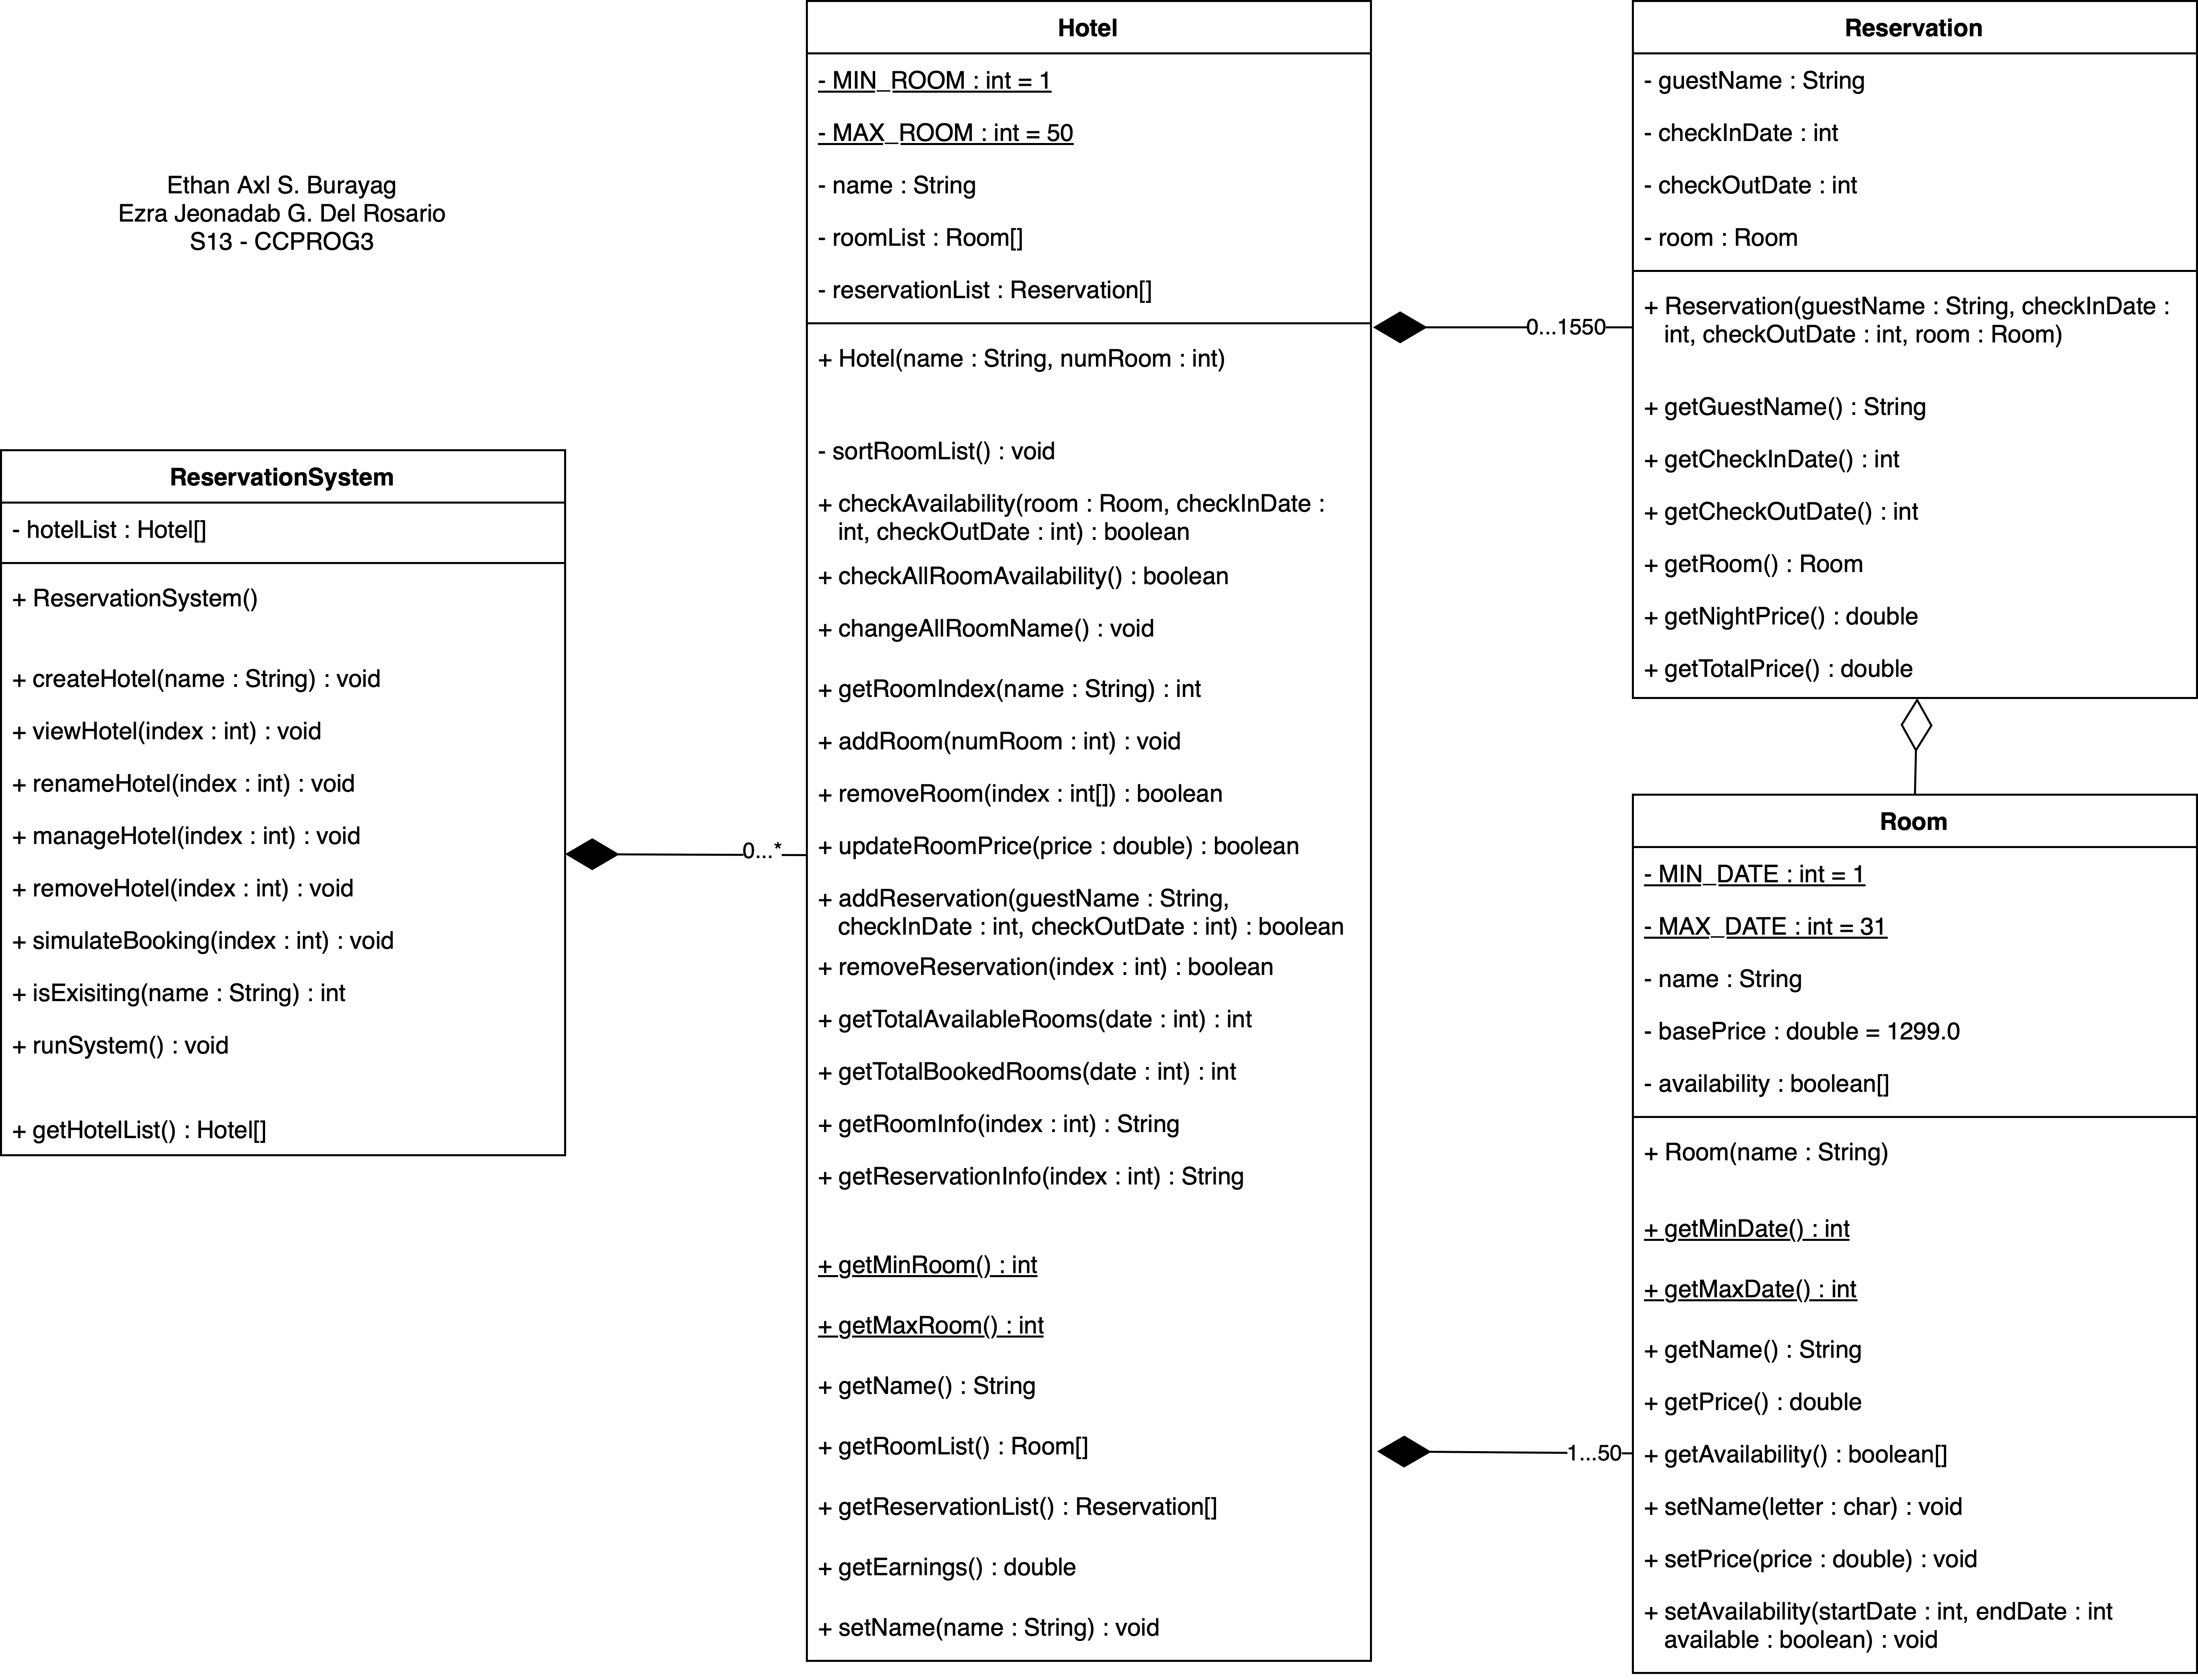 Ethan Axl S. Burayag
Ezra Jeonadab G. Del Rosario
S13 - CCPROG3
ReservationSystem
- hotelList : Hotel[]
+ ReservationSystem()
+ createHotel(name : String) : void
+ viewHotel(index : int) : void
+ renameHotel(index : int) : void
+ manageHotel(index : int) : void
+ removeHotel(index : int) : void
+ simulateBooking(index : int) : void
+ isExisiting(name : String) : int
+ runSystem() : void
+ getHotelList() : Hotel[]
0...*
Hotel
- MIN_ROOM : int = 1
- MAX_ROOM : int = 50
- name : String
- roomList : Room[]
- reservationList : Reservation[]
+ Hotel(name : String, numRoom : int)
- sortRoomList() : void
+ checkAvailability(room : Room, checkInDate :
int, checkOutDate : int) : boolean
+ checkAllRoomAvailability() : boolean
+ changeAllRoomName() : void
+ getRoomIndex(name : String) : int
+ addRoom(numRoom : int) : void
+ removeRoom(index : int[]) : boolean
+ updateRoomPrice(price : double) : boolean
+ addReservation(guestName : String,
checkInDate : int, checkOutDate : int) : boolean
+ removeReservation(index : int) : boolean
+ getTotalAvailableRooms(date : int) : int
+ getTotalBookedRooms(date : int) : int
+ getRoomInfo(index : int) : String
+ getReservationInfo(index : int) : String
+ getMinRoom() : int
+ getMaxRoom() : int
+ getName() : String
+ getRoomList() : Room[]
+ getReservationList() : Reservation[]
+ getEarnings() : double
+ setName(name : String) : void
0...1550
1...50
Reservation
- guestName : String
- checkInDate : int
- checkOutDate : int
- room : Room
+ Reservation(guestName : String, checkInDate :
int, checkOutDate : int, room : Room)
+ getGuestName() : String
+ getCheckInDate() : int
+ getCheckOutDate() : int
+ getRoom() : Room
+ getNightPrice() : double
+ getTotalPrice() : double
Room
- MIN_DATE : int = 1
- MAX_DATE : int = 31
- name : String
- basePrice : double = 1299.0
- availability : boolean[]
+ Room(name : String)
+ getMinDate() : int
+ getMaxDate() : int
+ getName() : String
+ getPrice() : double
+ getAvailability() : boolean[]
+ setName(letter : char) : void
+ setPrice(price : double) : void
+ setAvailability(startDate : int, endDate : int
available : boolean) : void